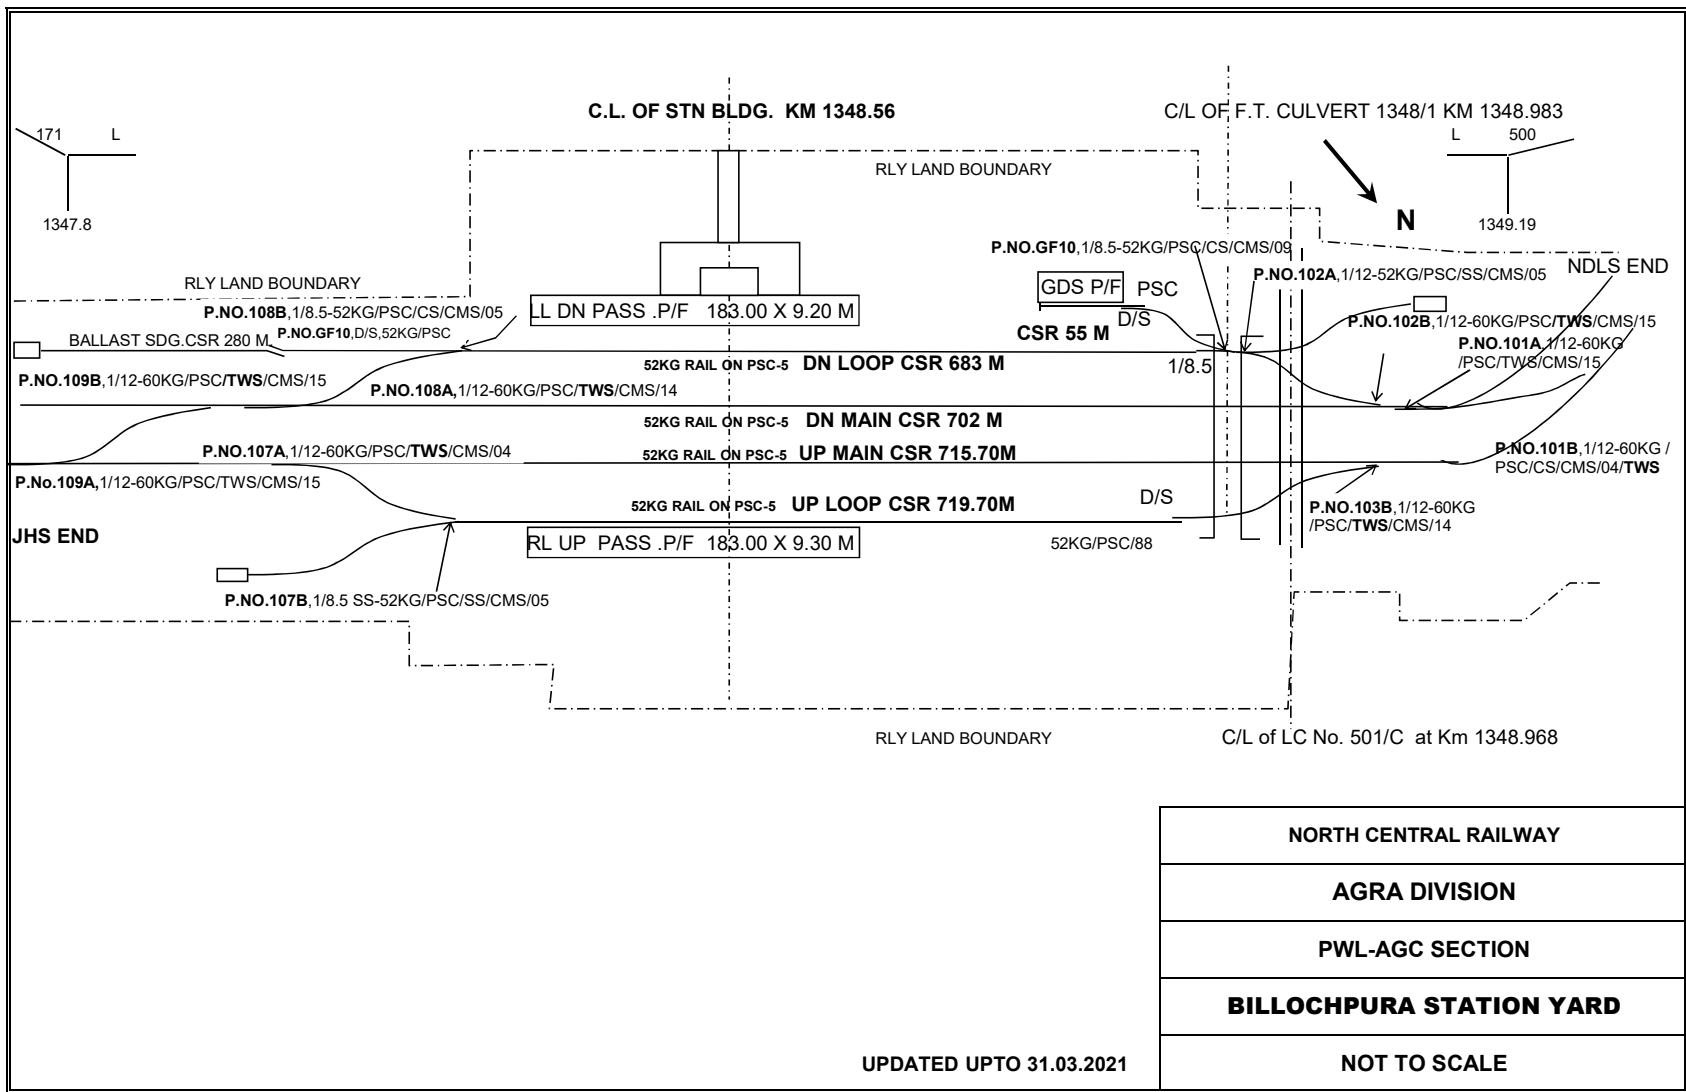 C.L. OF STN BLDG. KM 1348.56
C/L OF F.T. CULVERT 1348/1 KM 1348.983
171 L
L 500
RLY LAND BOUNDARY
1347.8
N
1349.19
P.NO.GF10,1/8.5-52KG/PSC/CS/CMS/09
NDLS END
P.NO.102A,1/12-52KG/PSC/SS/CMS/05
RLY LAND BOUNDARY
GDS P/F PSC
P.NO.108B,1/8.5-52KG/PSC/CS/CMS/05
LL DN PASS .P/F 183.00 X 9.20 M
D/S
P.NO.102B,1/12-60KG/PSC/TWS/CMS/15
P.NO.GF10,D/S,52KG/PSC
CSR 55 M
BALLAST SDG.CSR 280 M
P.NO.101A,1/12-60KG
/PSC/TWS/CMS/15
52KG RAIL ON PSC-5 DN LOOP CSR 683 M
1/8.5
P.NO.109B,1/12-60KG/PSC/TWS/CMS/15
P.NO.108A,1/12-60KG/PSC/TWS/CMS/14
52KG RAIL ON PSC-5 DN MAIN CSR 702 M
P.NO.107A,1/12-60KG/PSC/TWS/CMS/04
52KG RAIL ON PSC-5 UP MAIN CSR 715.70M
P.NO.101B,1/12-60KG /
PSC/CS/CMS/04/TWS
P.No.109A,1/12-60KG/PSC/TWS/CMS/15
52KG RAIL ON PSC-5 UP LOOP CSR 719.70M
D/S
P.NO.103B,1/12-60KG
/PSC/TWS/CMS/14
JHS END
RL UP PASS .P/F 183.00 X 9.30 M
52KG/PSC/88
P.NO.107B,1/8.5 SS-52KG/PSC/SS/CMS/05
RLY LAND BOUNDARY
C/L of LC No. 501/C at Km 1348.968
NORTH CENTRAL RAILWAY
AGRA DIVISION
PWL-AGC SECTION
BILLOCHPURA STATION YARD
UPDATED UPTO 31.03.2021
NOT TO SCALE